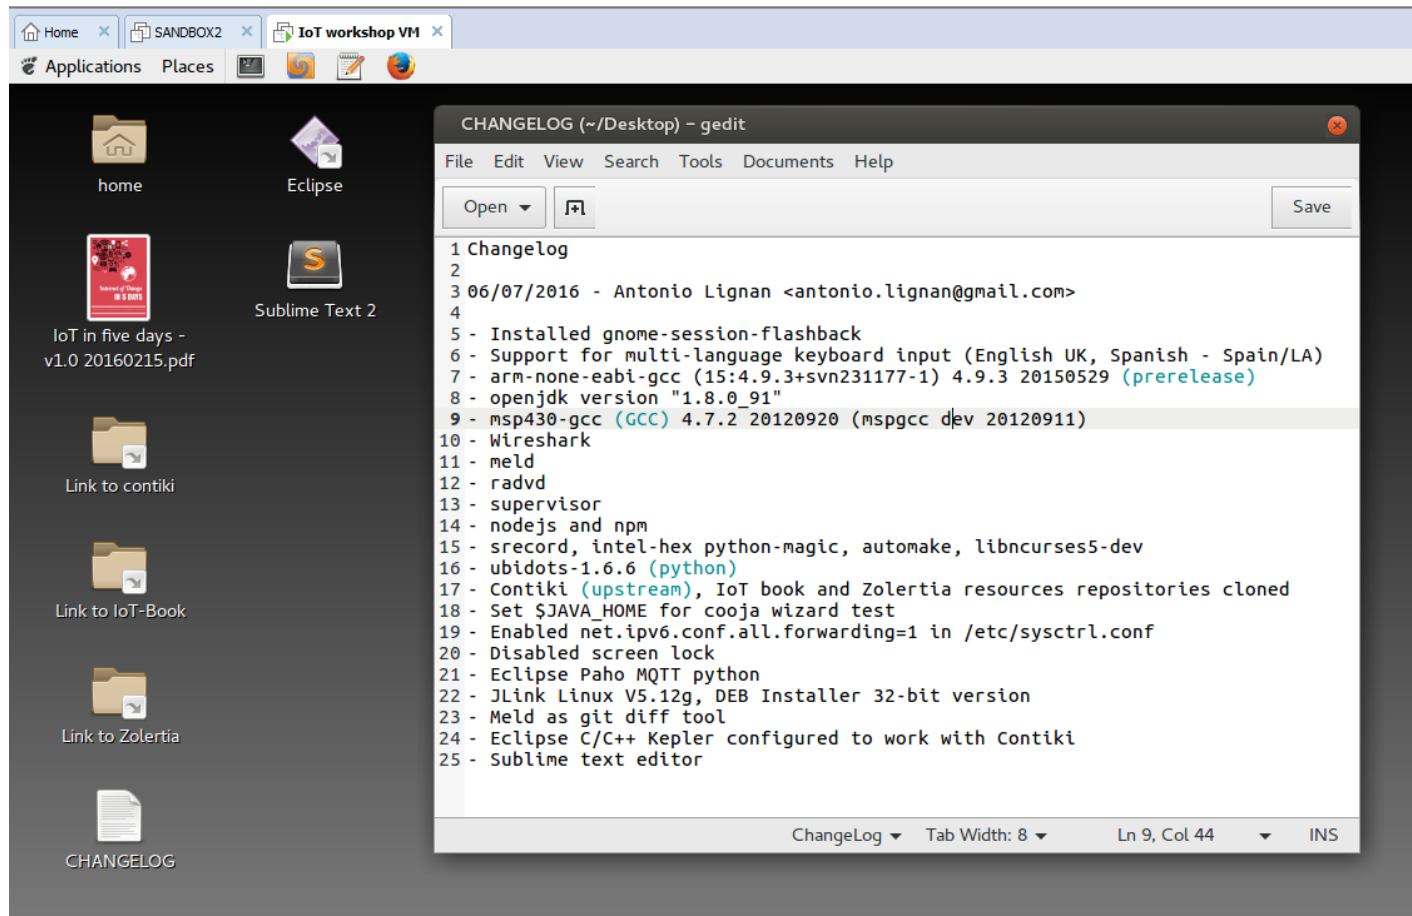 Home
SANDBOX2
IoT workshop VM
Applications Places
CHANGELOG (~/Desktop) – gedit
File Edit View Search Tools Documents Help
Open
Save
1 Changelog
2
3 06/07/2016 - Antonio Lignan <antonio.lignan@gmail.com>
4
5 - Installed gnome-session-flashback
6 - Support for multi-language keyboard input (English UK, Spanish - Spain/LA)
7 - arm-none-eabi-gcc (15:4.9.3+svn231177-1) 4.9.3 20150529 (prerelease)
8 - openjdk version "1.8.0_91"
9 - msp430-gcc (GCC) 4.7.2 20120920 (mspgcc dev 20120911)
10 - Wireshark
11 - meld
12 - radvd
13 - supervisor
14 - nodejs and npm
15 - srecord, intel-hex python-magic, automake, libncurses5-dev
16 - ubidots-1.6.6 (python)
17 - Contiki (upstream), IoT book and Zolertia resources repositories cloned
18 - Set $JAVA_HOME for cooja wizard test
19 - Enabled net.ipv6.conf.all.forwarding=1 in /etc/sysctrl.conf
20 - Disabled screen lock
21 - Eclipse Paho MQTT python
22 - JLink Linux V5.12g, DEB Installer 32-bit version
23 - Meld as git diff tool
24 - Eclipse C/C++ Kepler configured to work with Contiki
25 - Sublime text editor
ChangeLog Tab Width: 8 Ln 9, Col 44 INS
home
Eclipse
Internet of Things
IN 5 DAYS
IoT in five days -
v1.0 20160215.pdf
S
Sublime Text 2
Link to contiki
Link to IoT-Book
Link to Zolertia
CHANGELOG